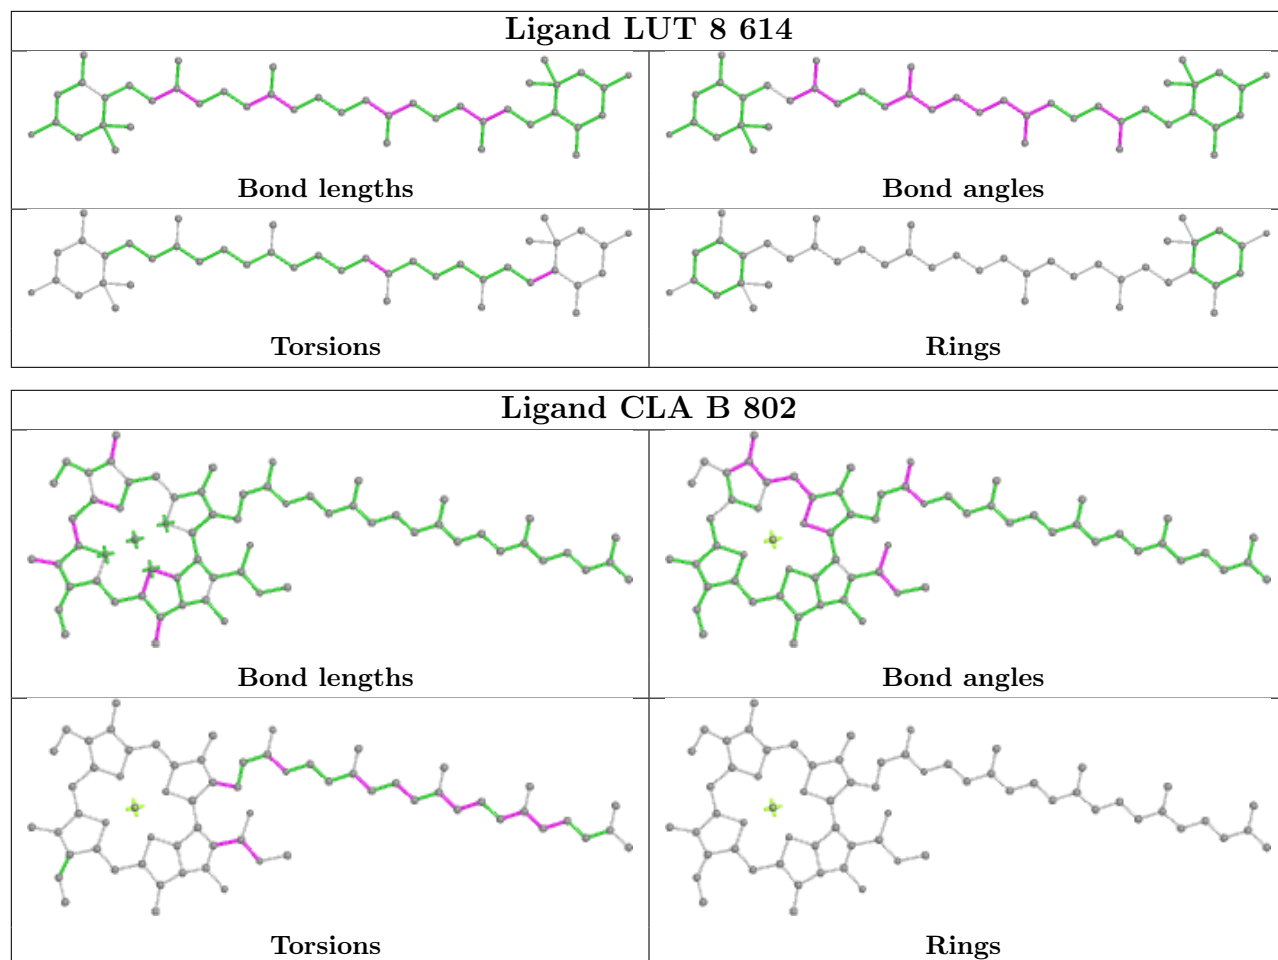 Ligand LUT 8 614
Bond lengths
Bond angles
Torsions
Rings
Ligand CLA B 802
Bond lengths
Bond angles
Torsions
Rings